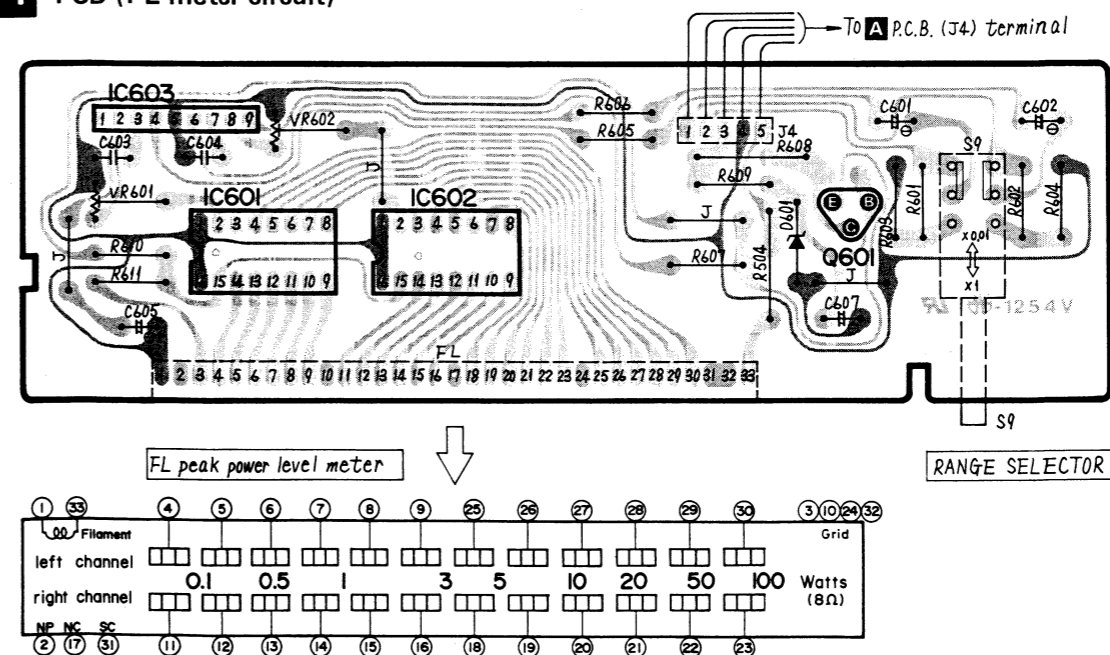 PCB (FL meter circuit)
To A P.C.B. (J4) terminal
IC603
1 2 3 4 5 6 7 8 9
VR602
C603
C604
R606
R605
1 2 3 4 5
J4
R608
R609
C601
C602
S9
VR601
IC601
2 3 4 5 6 7 8
15 14 13 12 11 10 9
IC602
2 3 4 5 6 7 8
15 14 13 12 11 10 9
J
J
R610
R611
C605
J
R607
R504
D601
E B
C
Q601
J
R603
C607
R601
R602
R604
X0.01
X1
S9
FL
2 3 4 5 6 7 8 9 10 11 12 13 14 15 16 17 18 19 20 21 22 23 24 25 26 27 28 29 30 31 32 33
FL peak power level meter
RANGE SELECTOR
1 33 4 5 6 7 8 9 25 26 27 28 29 30 3 10 24 32
Filament
Grid
left channel
0.1 0.5 1 3 5 10 20 50 100 Watts
(8Ω)
right channel
NP NC SC
2 17 31 11 12 13 14 15 16 18 19 20 21 22 23